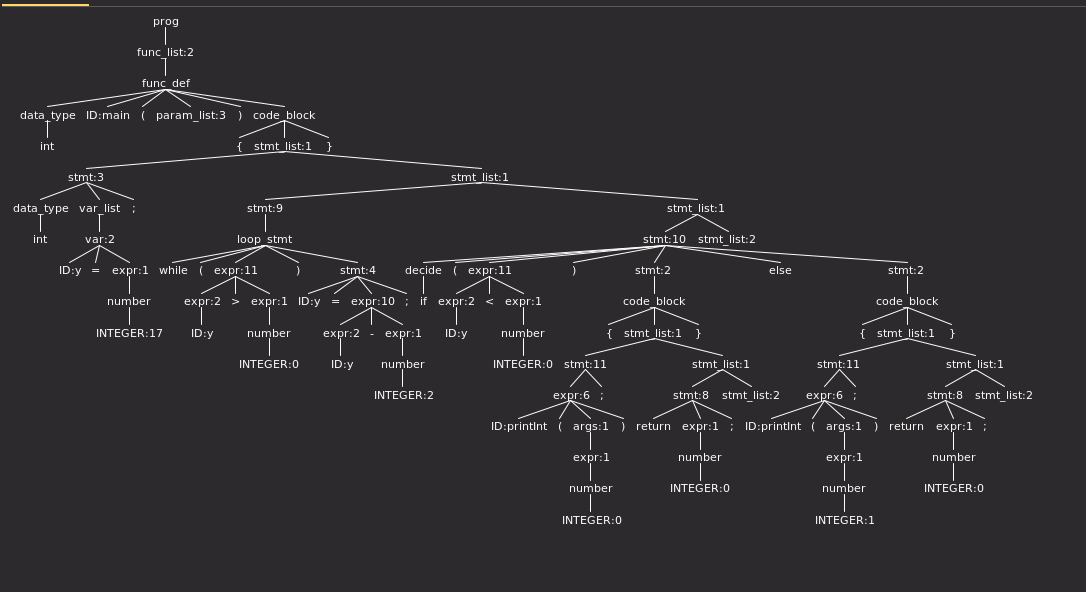 prog
func_list:2
func_def
data_type ID:main ( param_list:3 ) code_block
int { stmt_list:1 }
stmt:3 stmt_list:1
data_type var_list ; stmt:9 stmt_list:1
int var:2 loop_stmt stmt:10 stmt_list:2
ID:y = expr:1 while ( expr:11 ) stmt:4 decide ( expr:11 ) stmt:2 else stmt:2
number expr:2 > expr:1 ID:y = expr:10 ; if expr:2 < expr:1 code_block code_block
INTEGER:17 ID:y number expr:2 - expr:1 ID:y number { stmt_list:1 } { stmt_list:1 }
INTEGER:0 ID:y number INTEGER:0 stmt:11 stmt_list:1 stmt:11 stmt_list:1
INTEGER:2 expr:6 ; stmt:8 stmt_list:2 expr:6 ; stmt:8 stmt_list:2
ID:printInt ( args:1 ) return expr:1 ; ID:printInt ( args:1 ) return expr:1 ;
expr:1 number expr:1 number
number INTEGER:0 number INTEGER:0
INTEGER:0 INTEGER:1